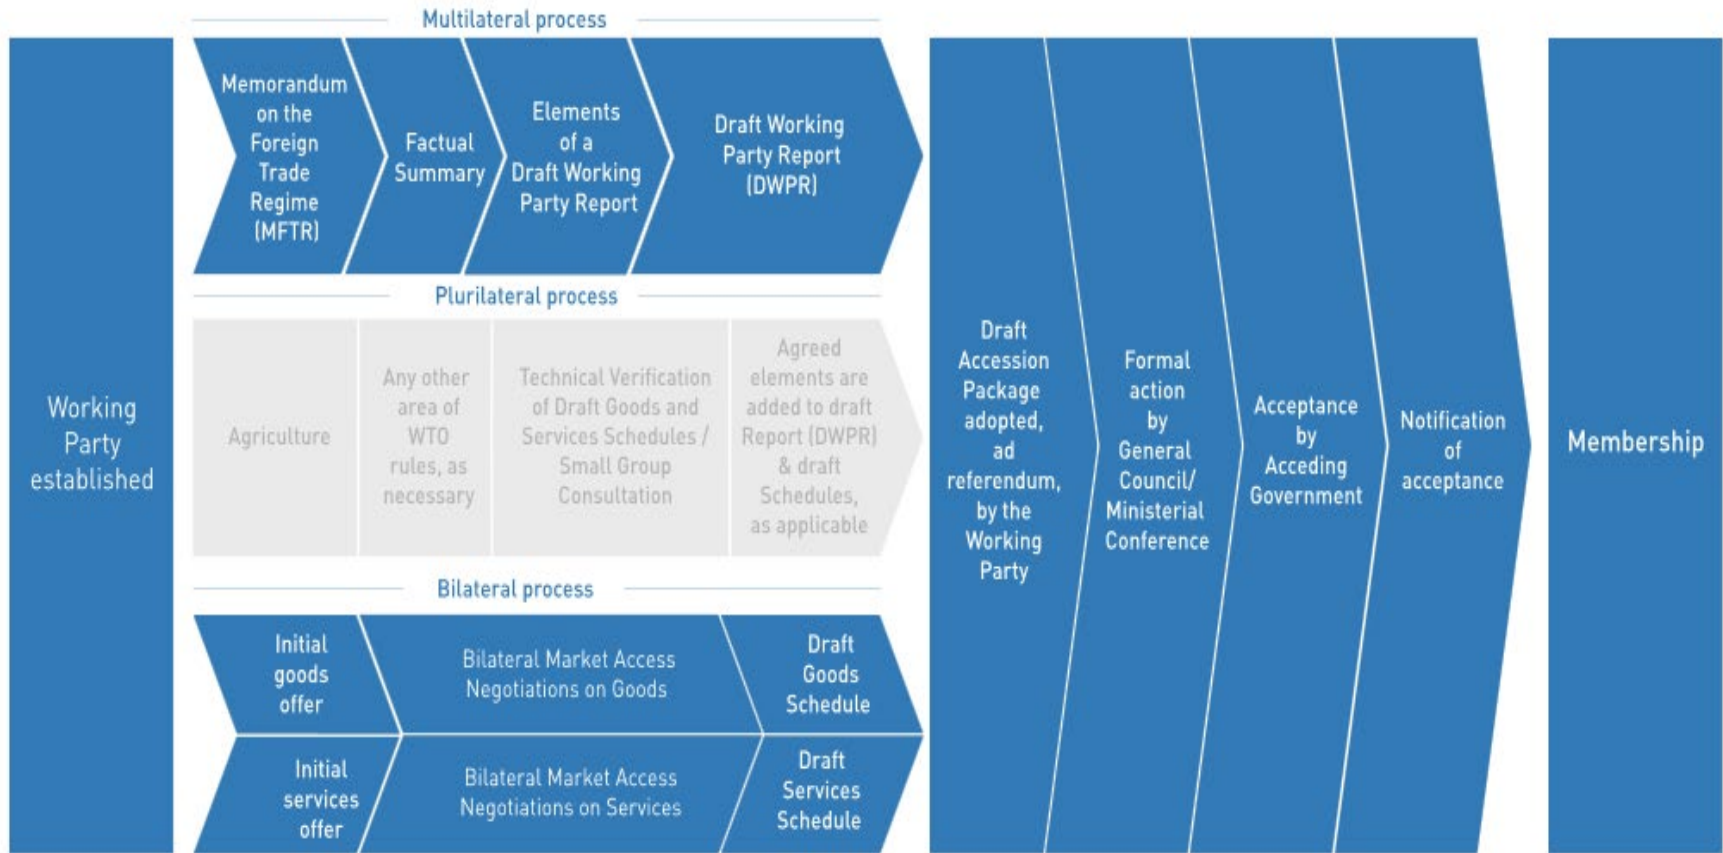 Multilateral process
Working
Party
established
Memorandum
on the
Foreign
Trade
Regime
(MFTR)
Factual
Summary
Elements
of a
Draft Working
Party Report
Draft Working
Party Report
(DWPR)
Plurilateral process
Agriculture
Any other
area of
WTO
rules, as
necessary
Technical Verification
of Draft Goods and
Services Schedules /
Small Group
Consultation
Agreed
elements are
added to draft
Report (DWPR)
& draft
Schedules,
as applicable
Bilateral process
Initial
goods
offer
Bilateral Market Access
Negotiations on Goods
Draft
Goods
Schedule
Initial
services
offer
Bilateral Market Access
Negotiations on Services
Draft
Services
Schedule
Draft
Accession
Package
adopted,
ad
referendum,
by the
Working
Party
Formal
action
by
General
Council/
Ministerial
Conference
Acceptance
by
Acceding
Government
Notification
of
acceptance
Membership